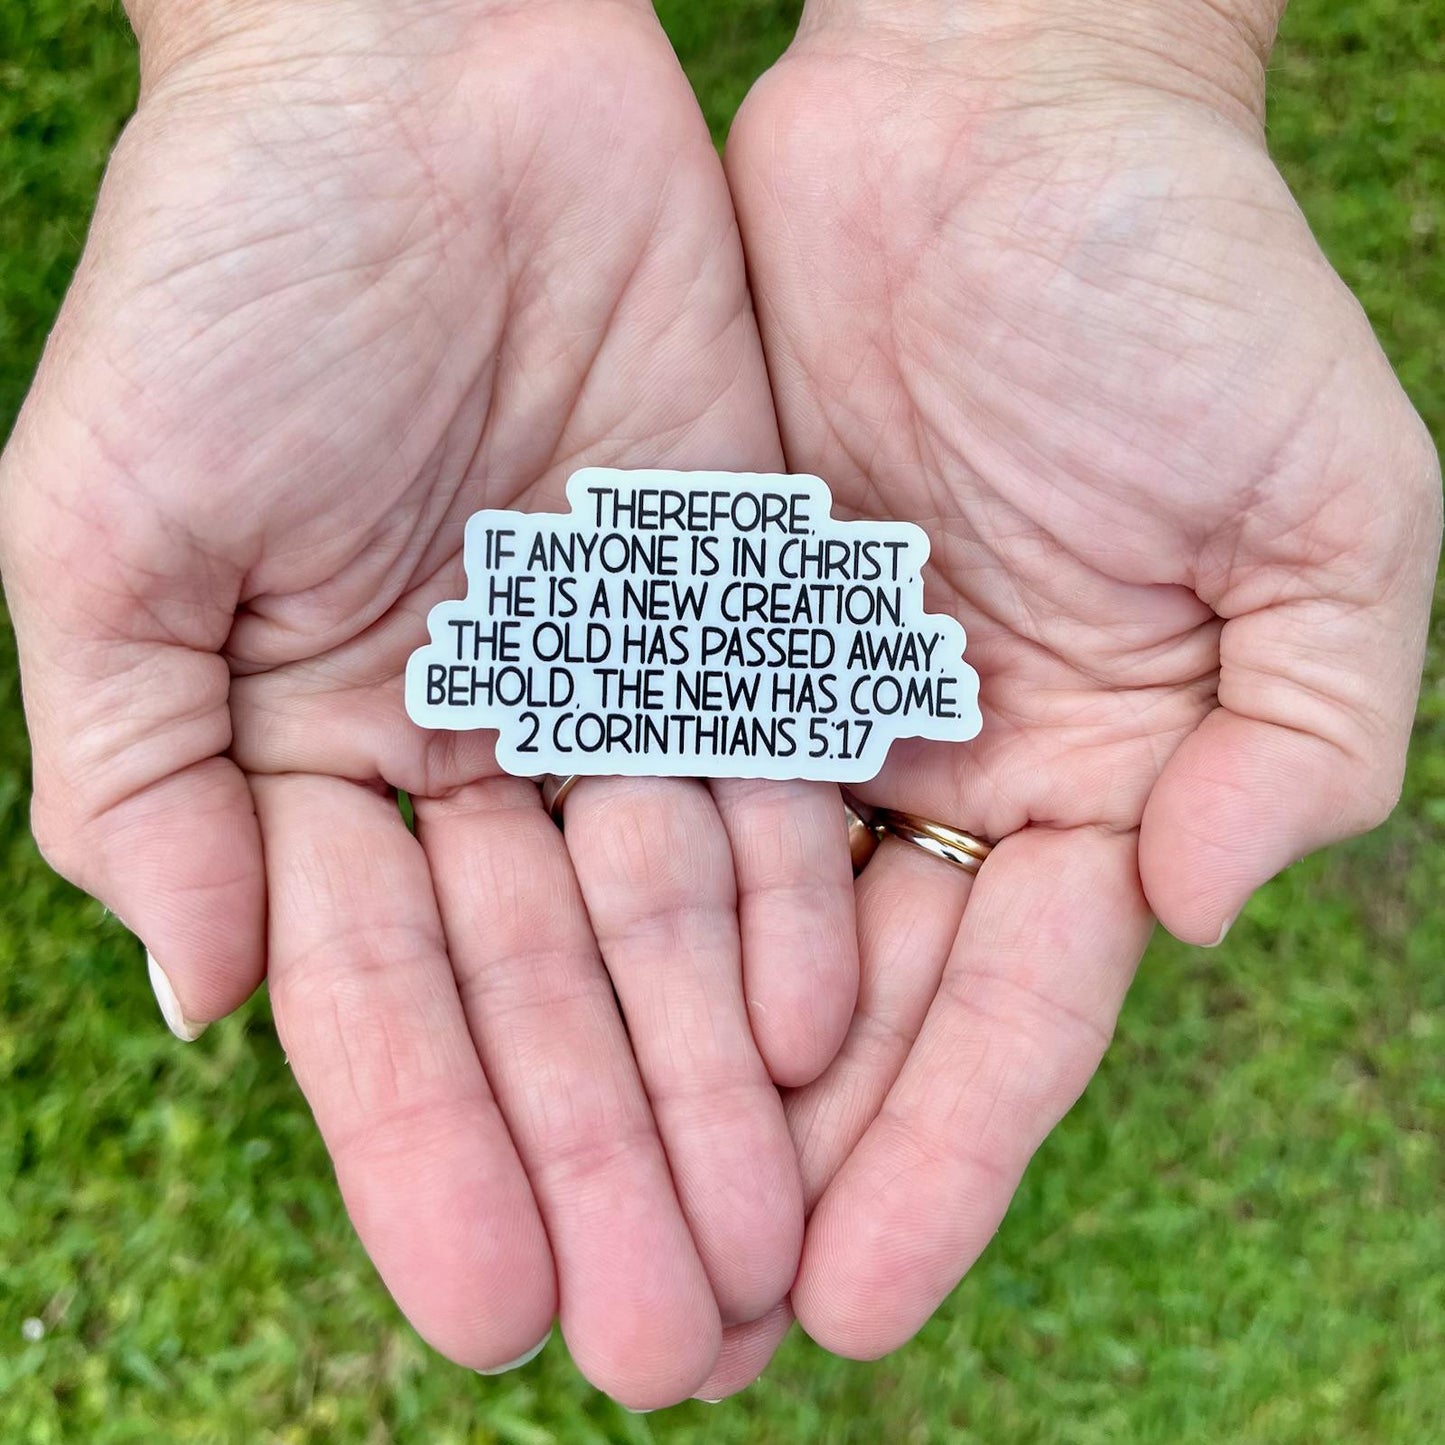 THEREFORE,
IF ANYONE IS IN CHRIST,
HE IS A NEW CREATION.
THE OLD HAS PASSED AWAY;
BEHOLD, THE NEW HAS COME.
2 CORINTHIANS 5:17